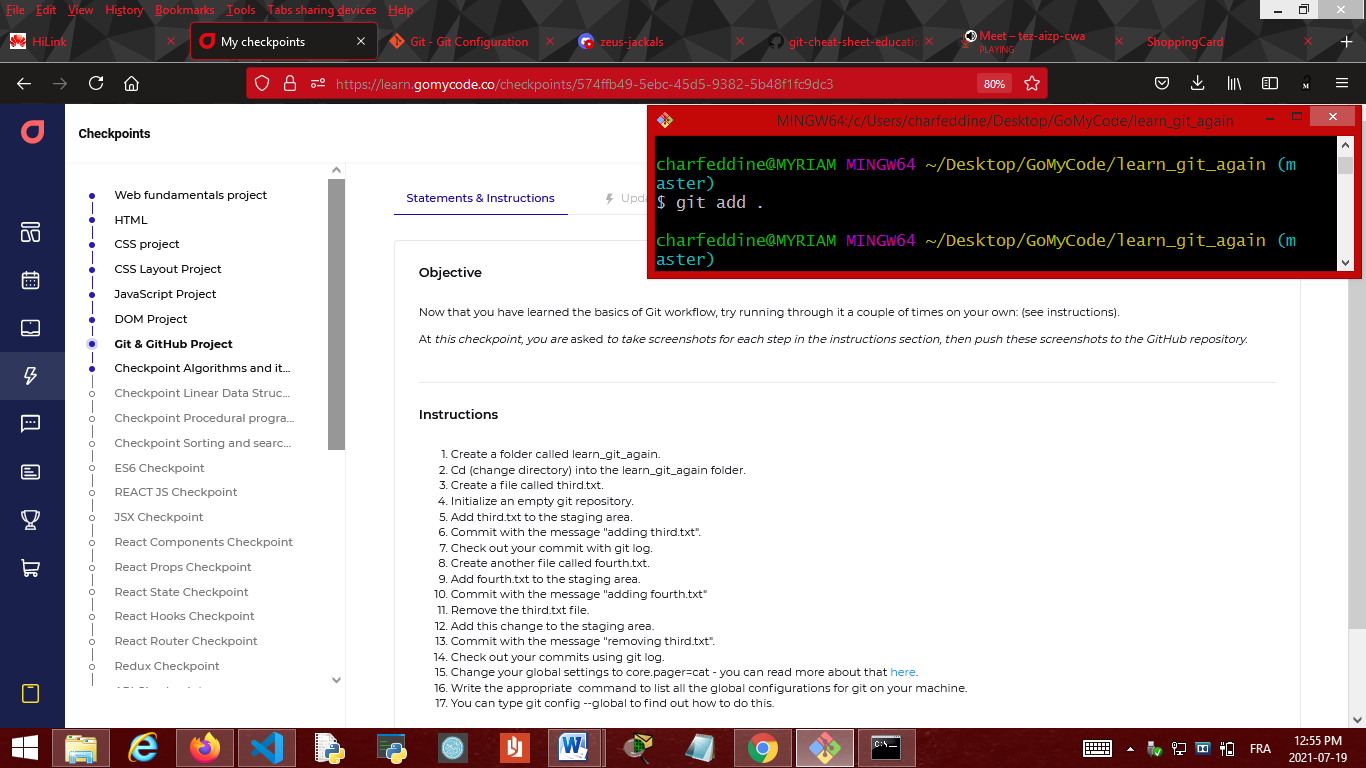 File Edit View History Bookmarks Tools Tabs sharing devices Help
HiLink
My checkpoints
Git - Git Configuration
zeus-jackals
git-cheat-sheet-educatio
Meet – tez-aizp-cwa
PLAYING
ShoppingCard
https://learn.gomycode.co/checkpoints/574ffb49-5ebc-45d5-9382-5b48f1fc9dc3
80%
Checkpoints
Web fundamentals project
HTML
CSS project
CSS Layout Project
JavaScript Project
DOM Project
Git & GitHub Project
Checkpoint Algorithms and it...
Checkpoint Linear Data Struc...
Checkpoint Procedural progra...
Checkpoint Sorting and searc...
ES6 Checkpoint
REACT JS Checkpoint
JSX Checkpoint
React Components Checkpoint
React Props Checkpoint
React State Checkpoint
React Hooks Checkpoint
React Router Checkpoint
Redux Checkpoint
Statements & Instructions
Upda
MINGW64:/c/Users/charfeddine/Desktop/GoMyCode/learn_git_again
charfeddine@MYRIAM MINGW64 ~/Desktop/GoMyCode/learn_git_again (m
aster)
$ git add .
charfeddine@MYRIAM MINGW64 ~/Desktop/GoMyCode/learn_git_again (m
aster)
Objective
Now that you have learned the basics of Git workflow, try running through it a couple of times on your own: (see instructions).
At this checkpoint, you are asked to take screenshots for each step in the instructions section, then push these screenshots to the GitHub repository.
Instructions
1. Create a folder called learn_git_again.
2. Cd (change directory) into the learn_git_again folder.
3. Create a file called third.txt.
4. Initialize an empty git repository.
5. Add third.txt to the staging area.
6. Commit with the message "adding third.txt".
7. Check out your commit with git log.
8. Create another file called fourth.txt.
9. Add fourth.txt to the staging area.
10. Commit with the message "adding fourth.txt"
11. Remove the third.txt file.
12. Add this change to the staging area.
13. Commit with the message "removing third.txt".
14. Check out your commits using git log.
15. Change your global settings to core.pager=cat - you can read more about that here.
16. Write the appropriate command to list all the global configurations for git on your machine.
17. You can type git config --global to find out how to do this.
FRA
12:55 PM
2021-07-19